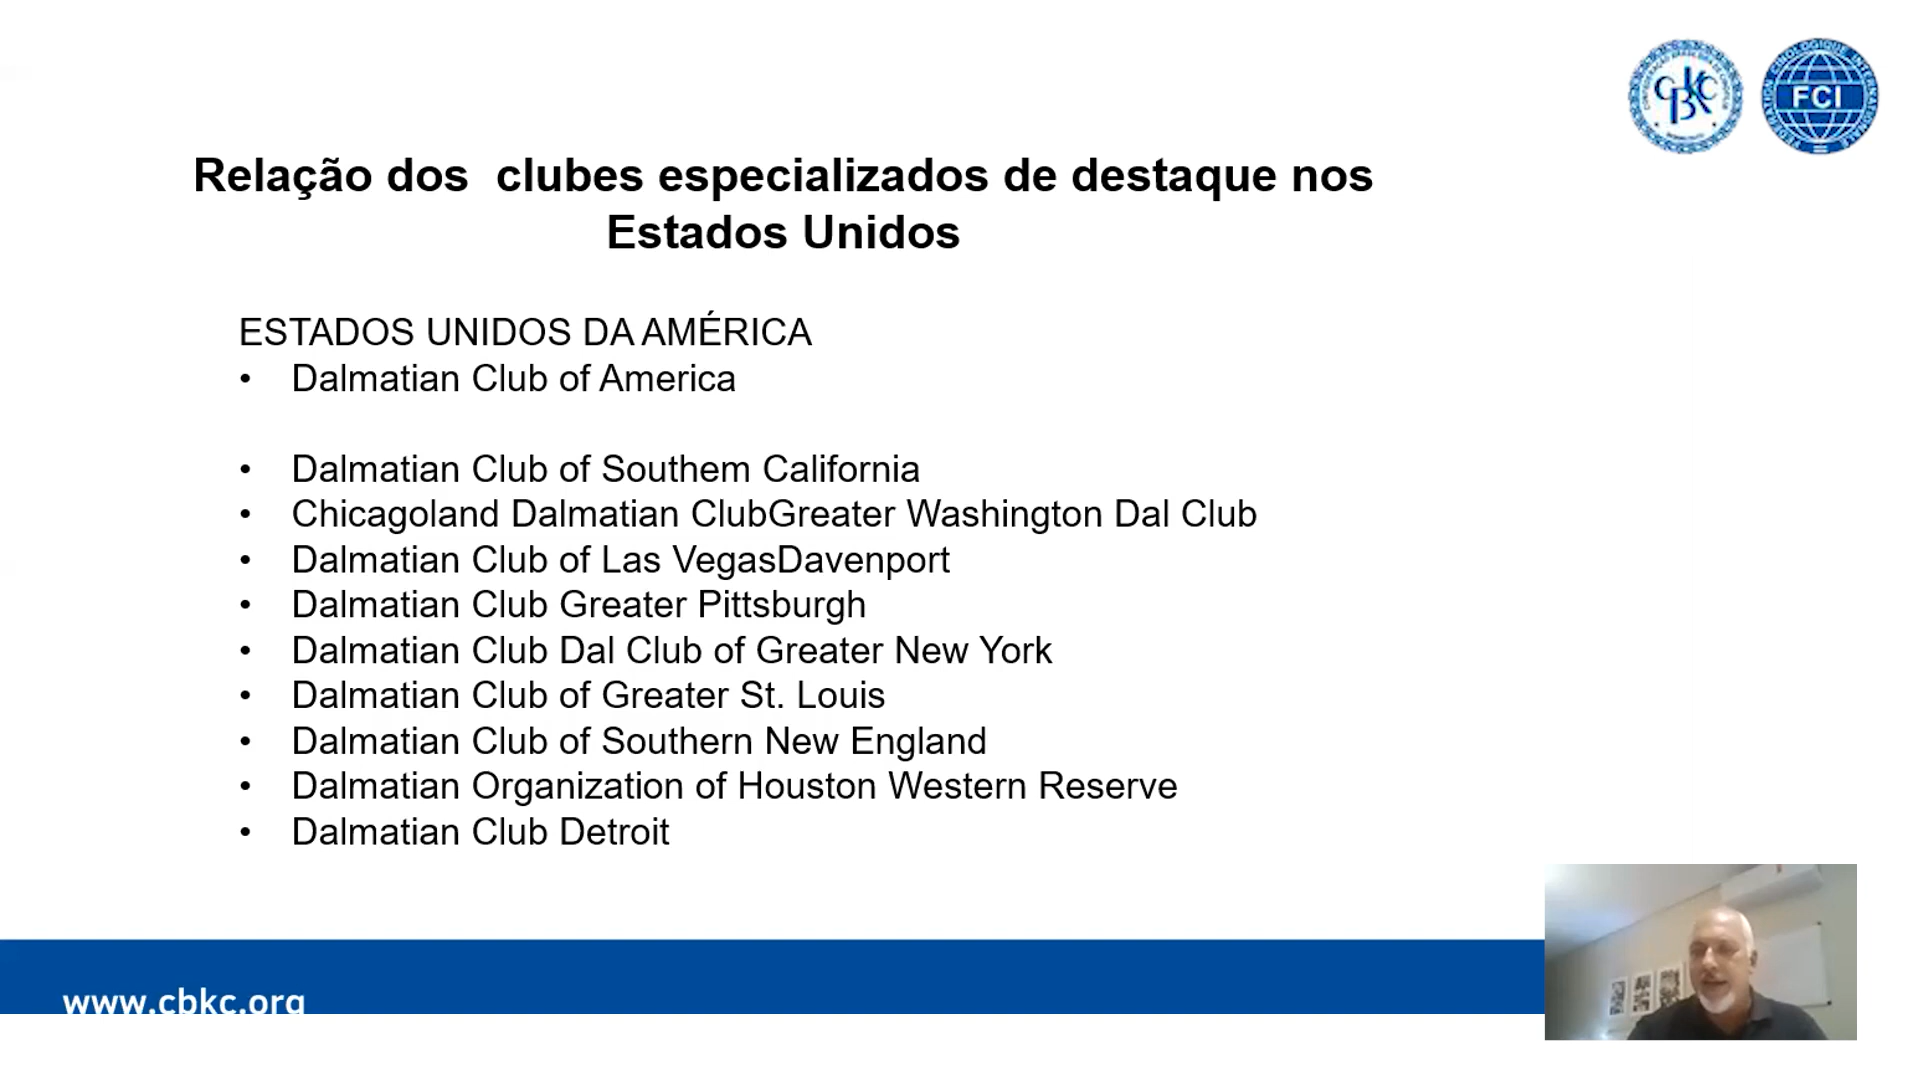 CBKC
FCI
Relação dos clubes especializados de destaque nos
Estados Unidos
ESTADOS UNIDOS DA AMÉRICA
• Dalmatian Club of America
• Dalmatian Club of Southem California
• Chicagoland Dalmatian ClubGreater Washington Dal Club
• Dalmatian Club of Las VegasDavenport
• Dalmatian Club Greater Pittsburgh
• Dalmatian Club Dal Club of Greater New York
• Dalmatian Club of Greater St. Louis
• Dalmatian Club of Southern New England
• Dalmatian Organization of Houston Western Reserve
• Dalmatian Club Detroit
www.cbkc.org